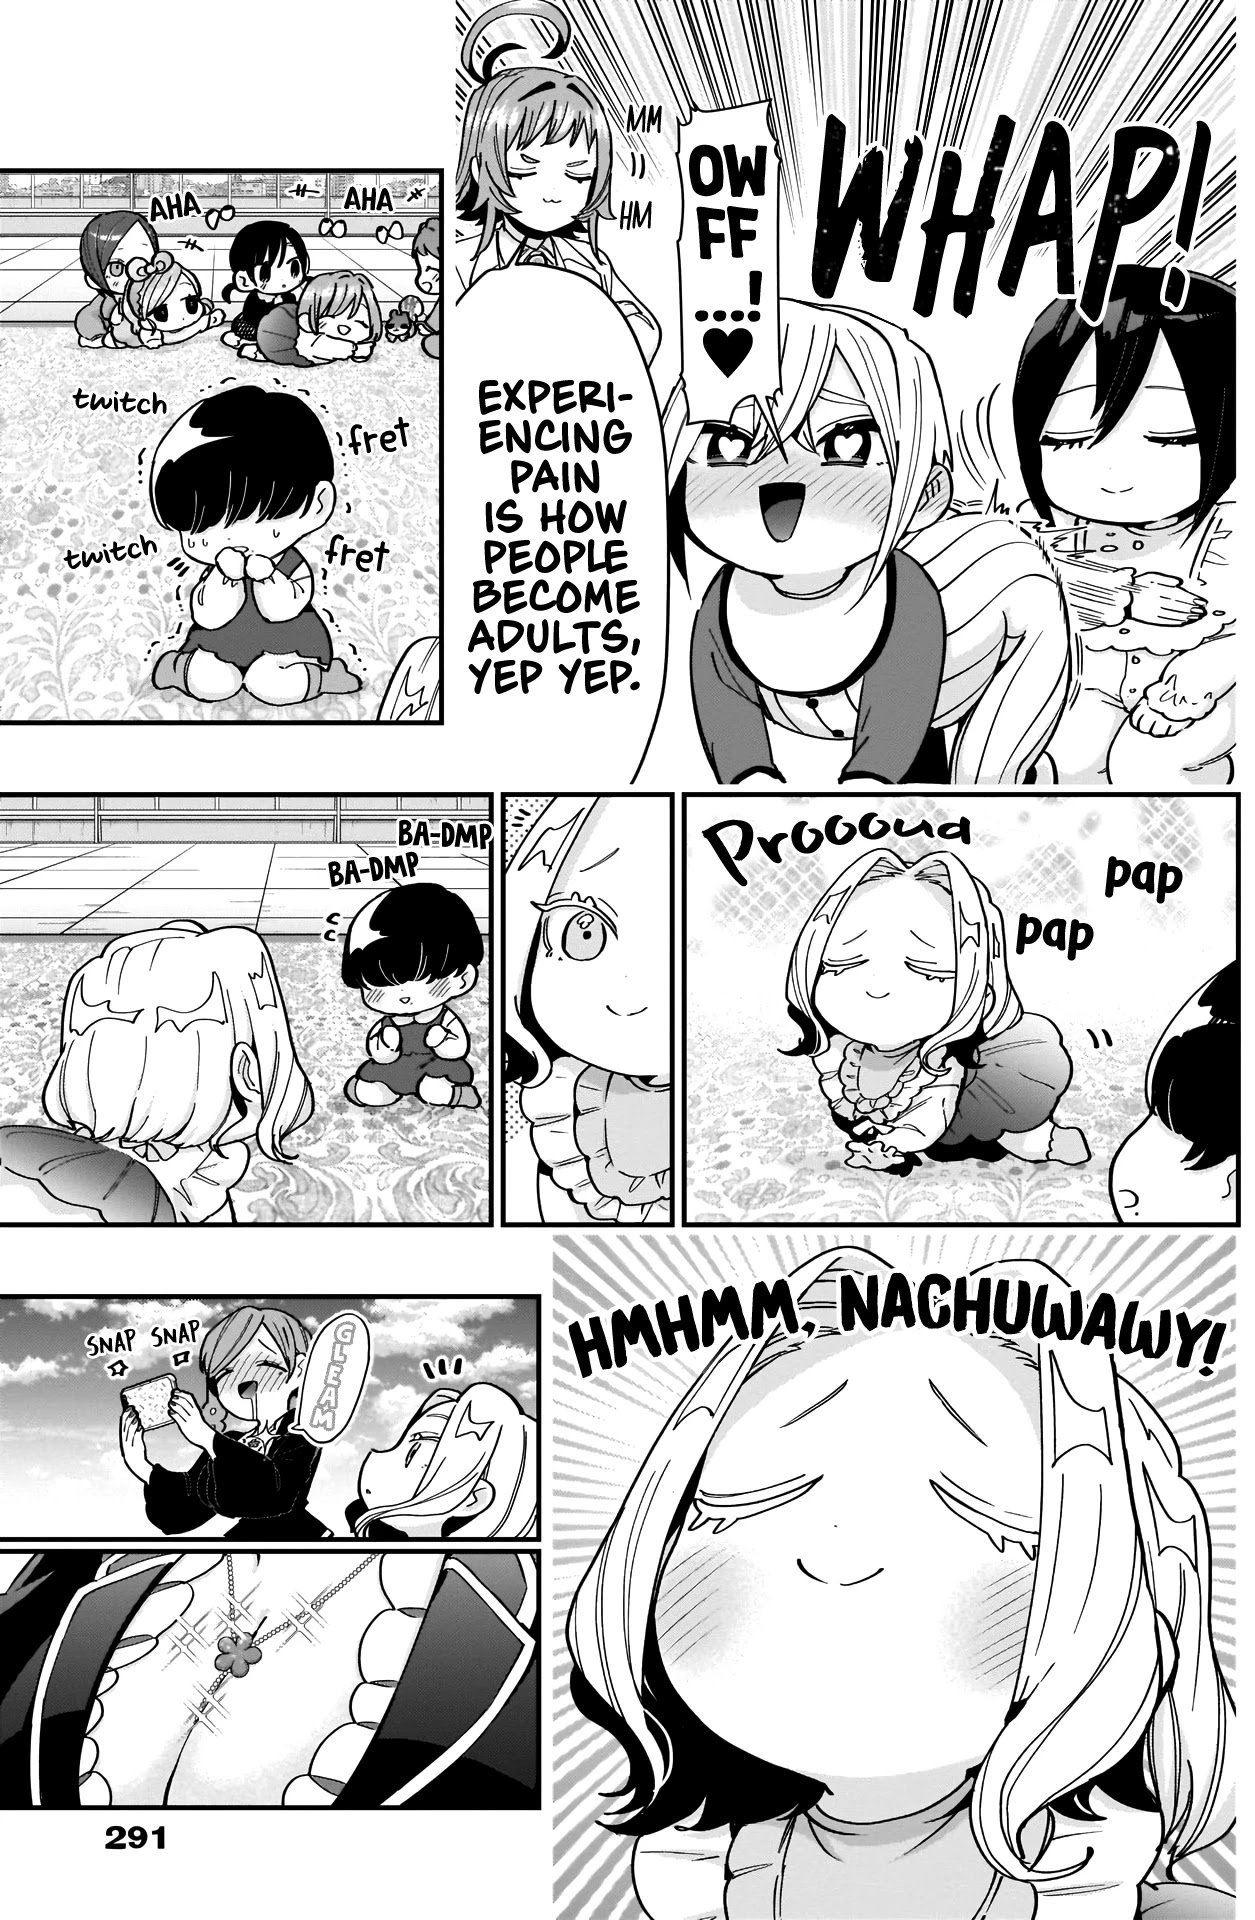 WHAP!
OW
FF
....!
♥
MM
HM
EXPERI-
ENCING
PAIN
IS HOW
PEOPLE
BECOME
ADULTS,
YEP YEP.
AHA
AHA
twitch
fret
twitch
fret
Prooooud
pap
pap
BA-DMP
BA-DMP
HMHMM, NACHUWAWY!
SNAP SNAP
GLEAM
291